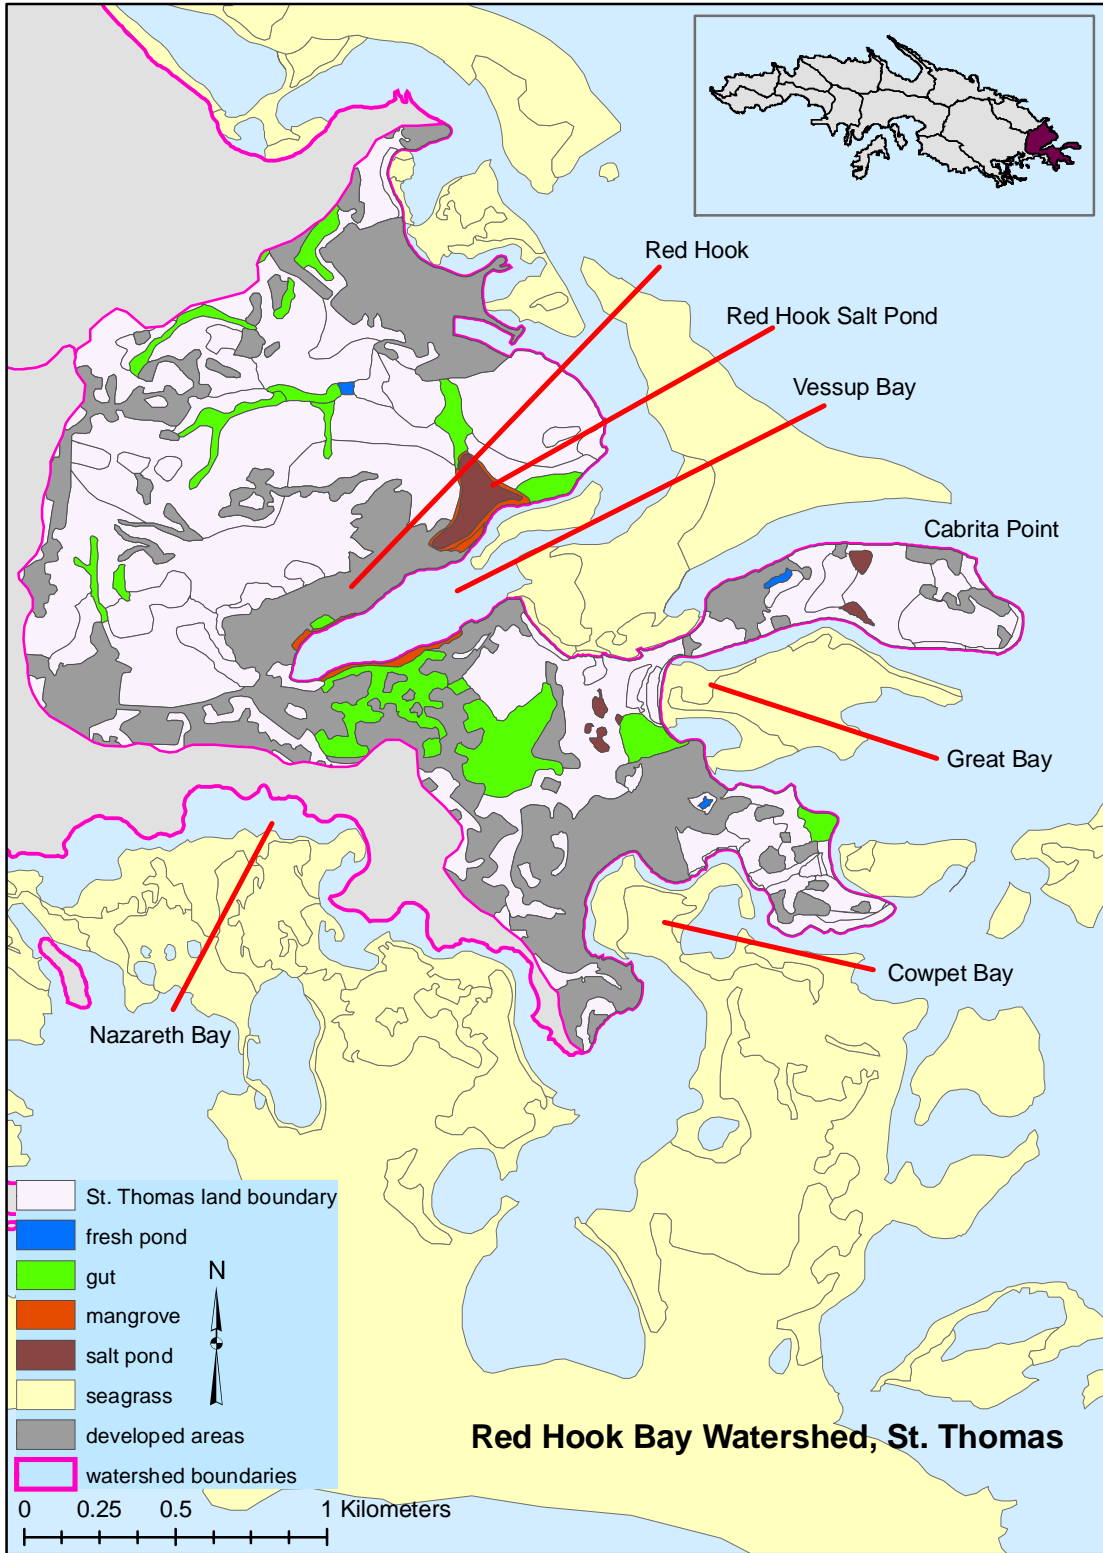 Red Hook
Red Hook Salt Pond
Vessup Bay
Cabrita Point
Great Bay
Cowpet Bay
Nazareth Bay
St. Thomas land boundary
fresh pond
gut
mangrove
salt pond
seagrass
developed areas
watershed boundaries
N
Red Hook Bay Watershed, St. Thomas
0 0.25 0.5 1 Kilometers